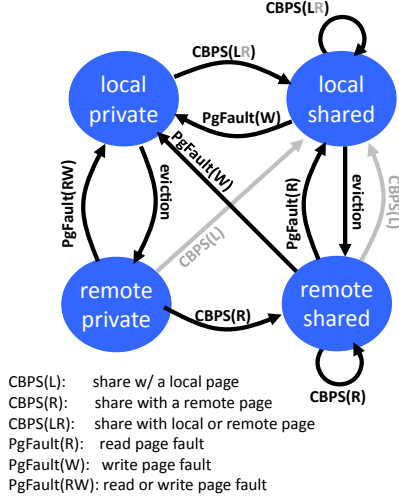 CBPS(LR)
CBPS(LR)
local
private
local
shared
PgFault(W)
PgFault(W)
PgFault(RW)
eviction
CBPS(L)
PgFault(R)
eviction
CBPS(L)
remote
private
remote
shared
CBPS(R)
CBPS(R)
CBPS(L): share w/ a local page
CBPS(R): share with a remote page
CBPS(LR): share with local or remote page
PgFault(R): read page fault
PgFault(W): write page fault
PgFault(RW): read or write page fault